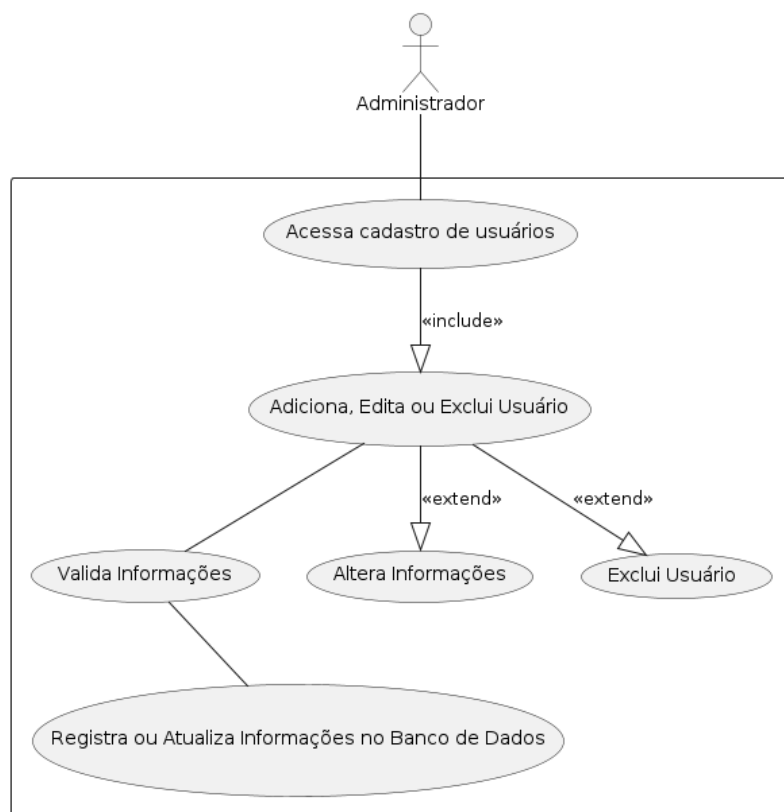 Administrador
Acessa cadastro de usuários
«include»
Adiciona, Edita ou Exclui Usuário
«extend»
«extend»
Valida Informações
Altera Informações
Exclui Usuário
Registra ou Atualiza Informações no Banco de Dados